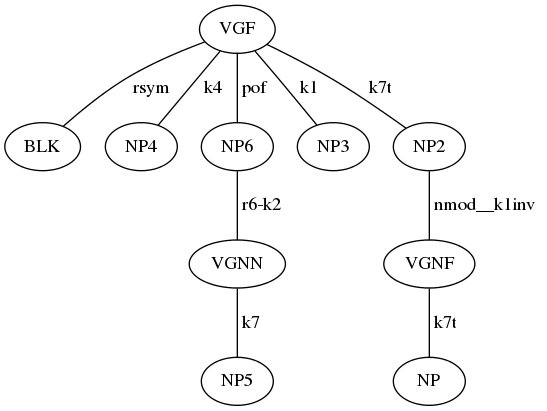 VGF
rsym k4 pof k1 k7t
BLK NP4 NP6 NP3 NP2
r6-k2 nmod__k1inv
VGNN VGNF
k7 k7t
NP5 NP